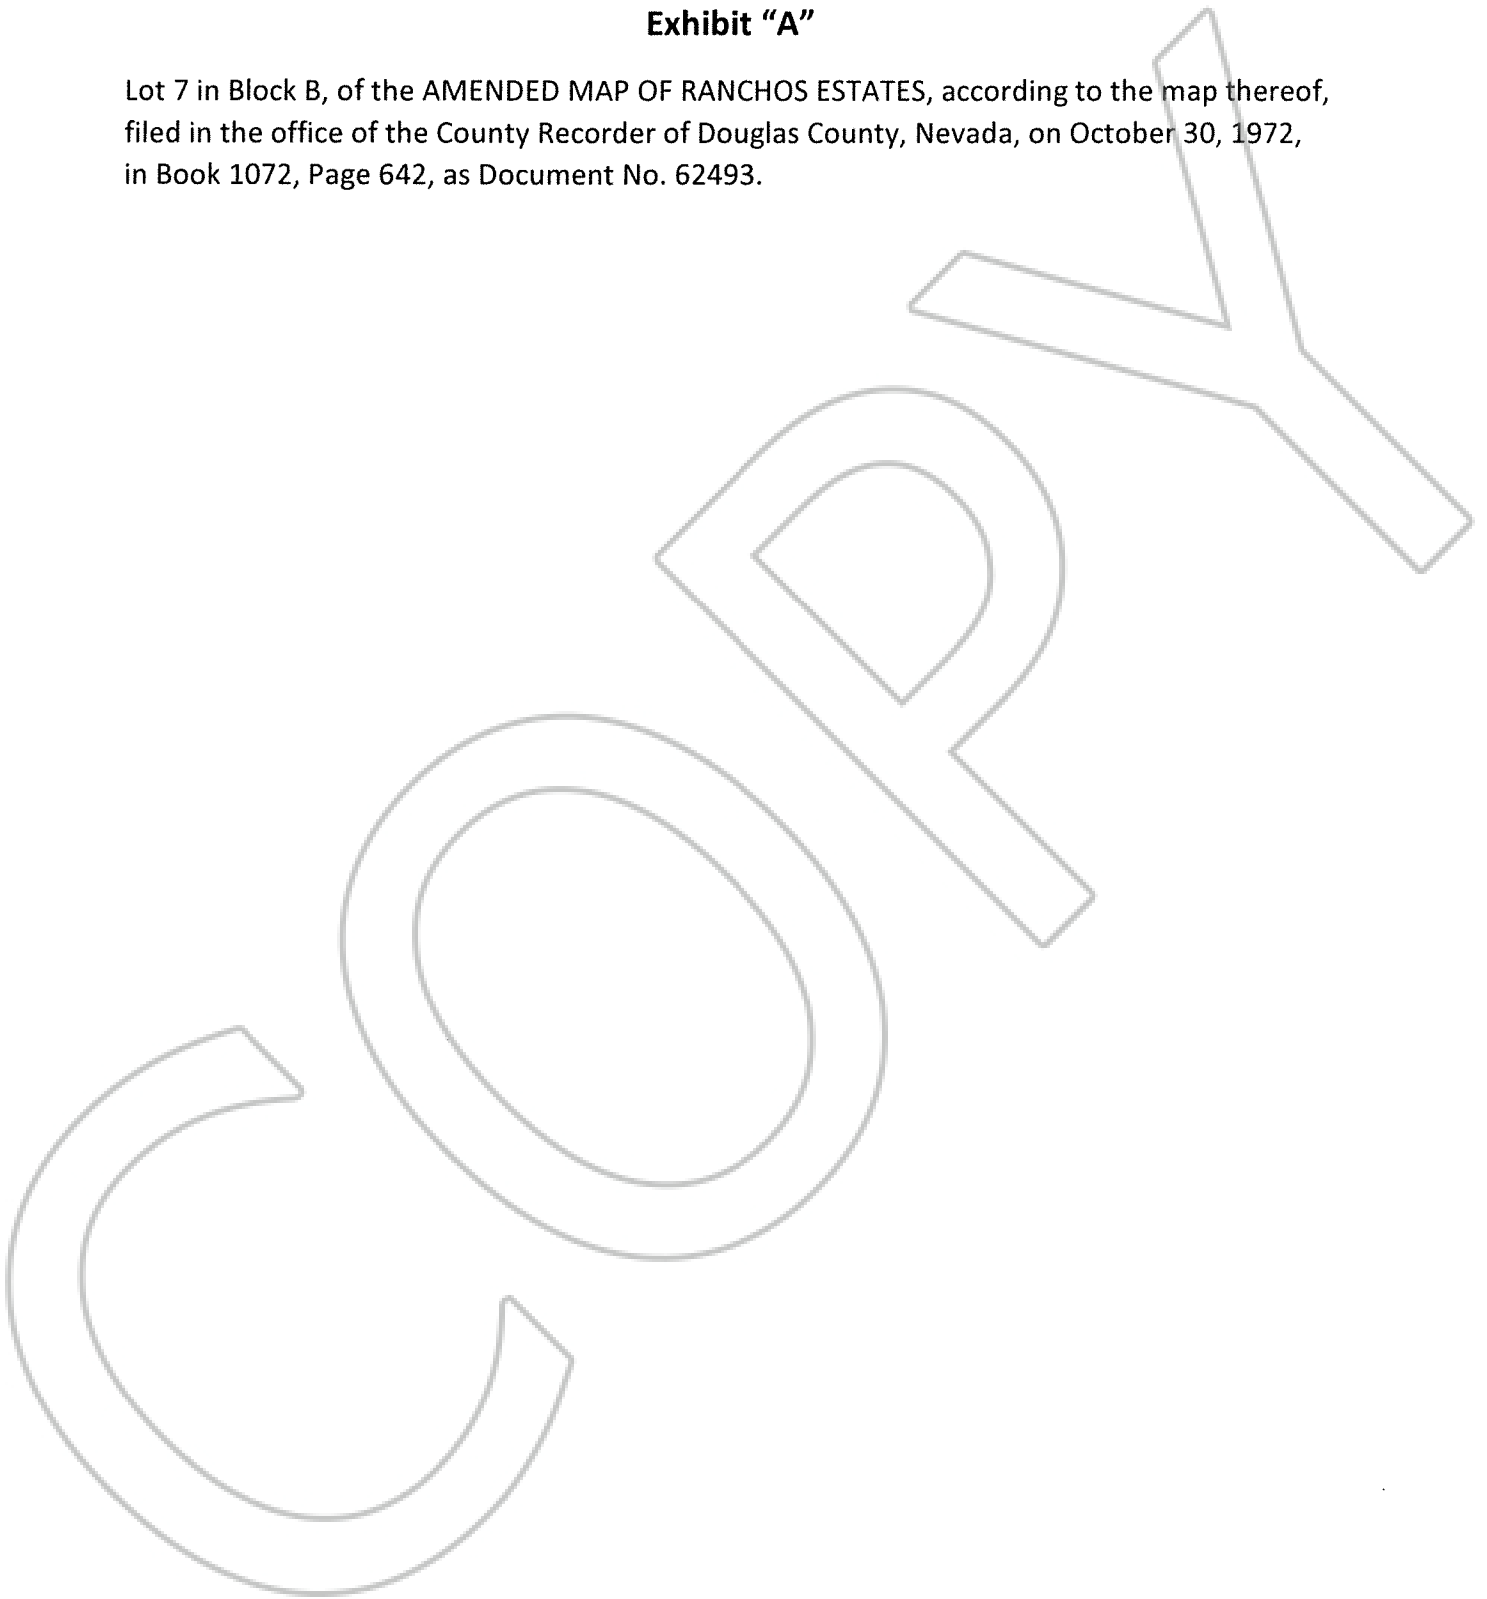 Exhibit “A”
Lot 7 in Block B, of the AMENDED MAP OF RANCHOS ESTATES, according to the map thereof,
filed in the office of the County Recorder of Douglas County, Nevada, on October 30, 1972,
in Book 1072, Page 642, as Document No. 62493.
COPY